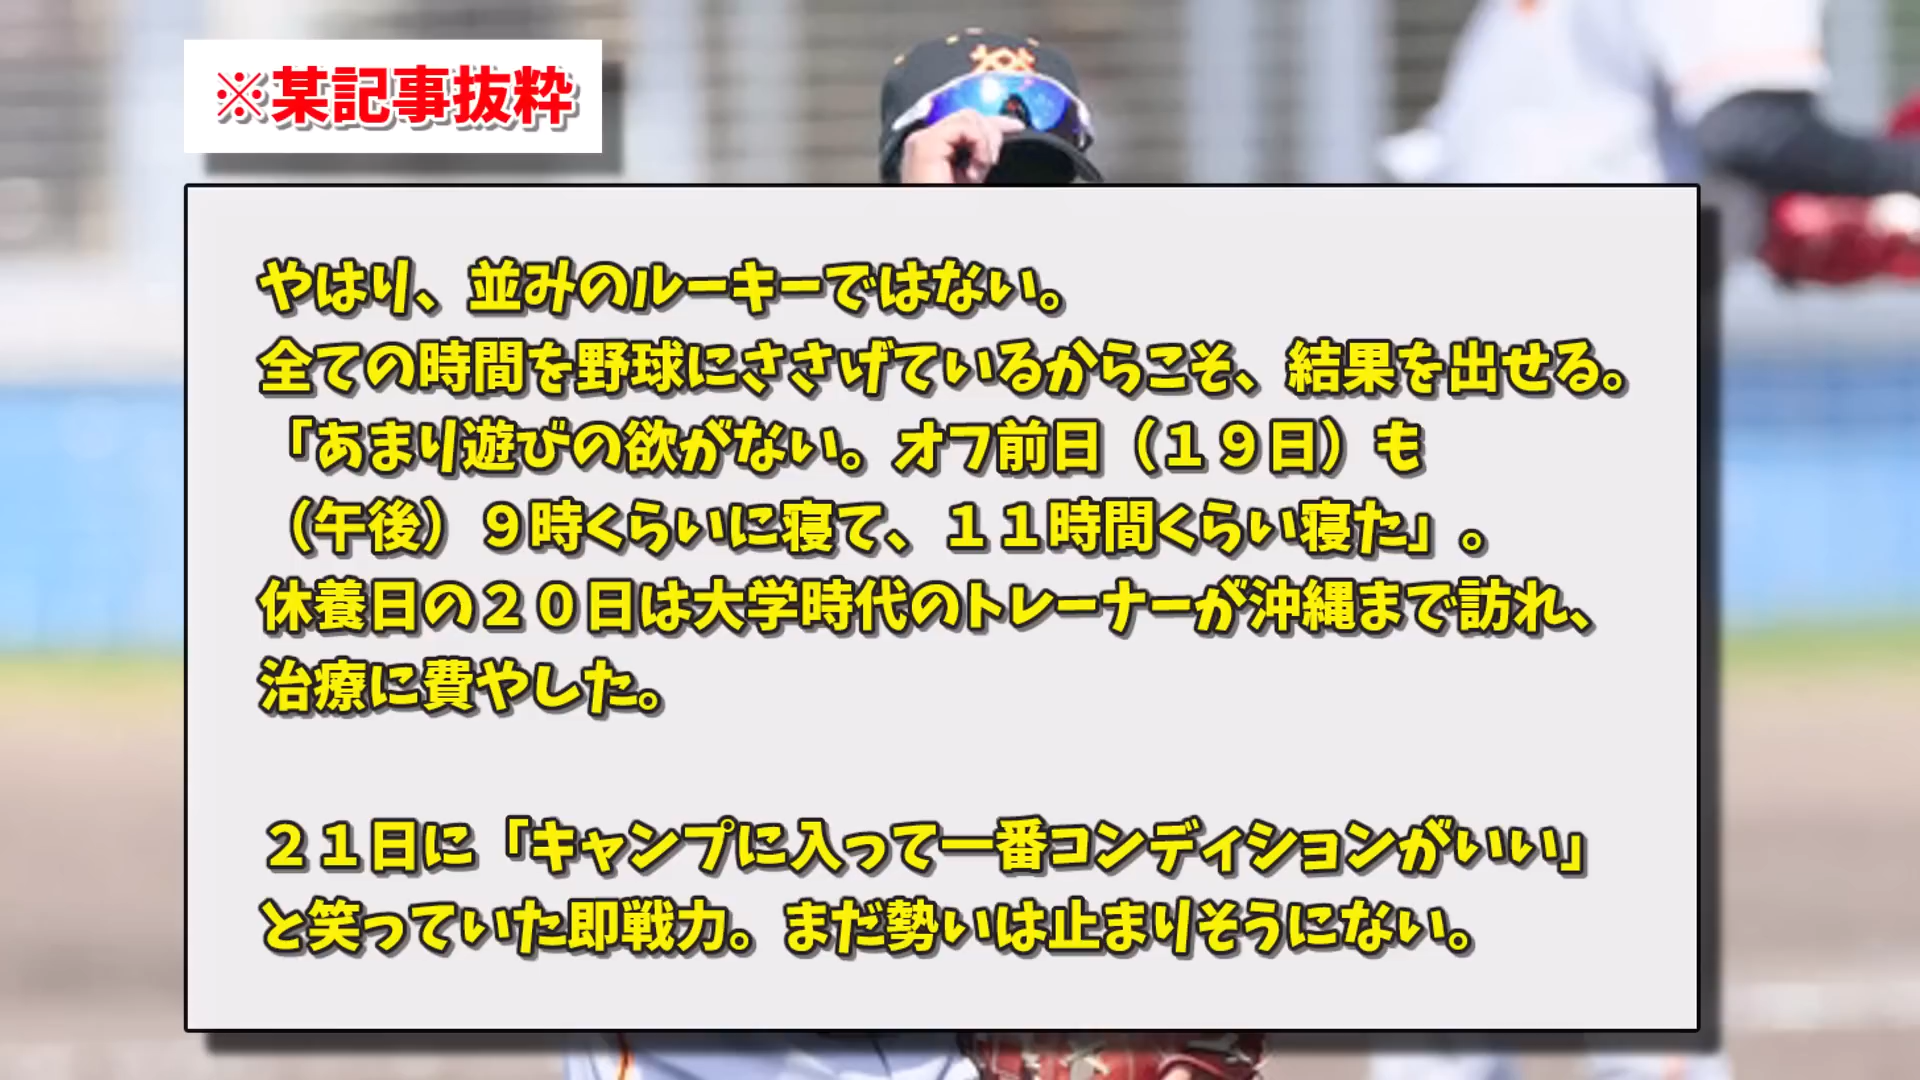 ※某記事抜粋
やはり、並みのルーキーではない。
全ての時間を野球にささげているからこそ、結果を出せる。
「あまり遊びの欲がない。オフ前日（１９日）も
（午後）９時くらいに寝て、１１時間くらい寝た」。
休養日の２０日は大学時代のトレーナーが沖縄まで訪れ、
治療に費やした。
２１日に「キャンプに入って一番コンディションがいい」
と笑っていた即戦力。まだ勢いは止まりそうにない。